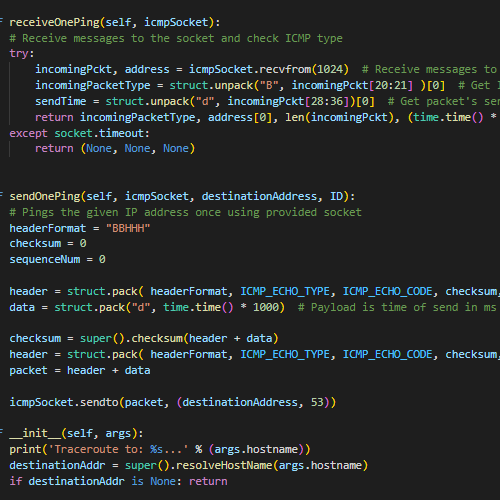 f receiveOnePing(self, icmpSocket):
# Receive messages to the socket and check ICMP type
try:
incomingPckt, address = icmpSocket.recvfrom(1024)  # Receive messages to
incomingPacketType = struct.unpack("B", incomingPckt[20:21] )[0]  # Get I
sendTime = struct.unpack("d", incomingPckt[28:36])[0]  # Get packet's sen
return incomingPacketType, address[0], len(incomingPckt), (time.time() *
except socket.timeout:
return (None, None, None)
f sendOnePing(self, icmpSocket, destinationAddress, ID):
# Pings the given IP address once using provided socket
headerFormat = "BBHHH"
checksum = 0
sequenceNum = 0
header = struct.pack( headerFormat, ICMP_ECHO_TYPE, ICMP_ECHO_CODE, checksum,
data = struct.pack("d", time.time() * 1000)  # Payload is time of send in ms
checksum = super().checksum(header + data)
header = struct.pack( headerFormat, ICMP_ECHO_TYPE, ICMP_ECHO_CODE, checksum,
packet = header + data
icmpSocket.sendto(packet, (destinationAddress, 53))
f __init__(self, args):
print('Traceroute to: %s...' % (args.hostname))
destinationAddr = super().resolveHostName(args.hostname)
if destinationAddr is None: return